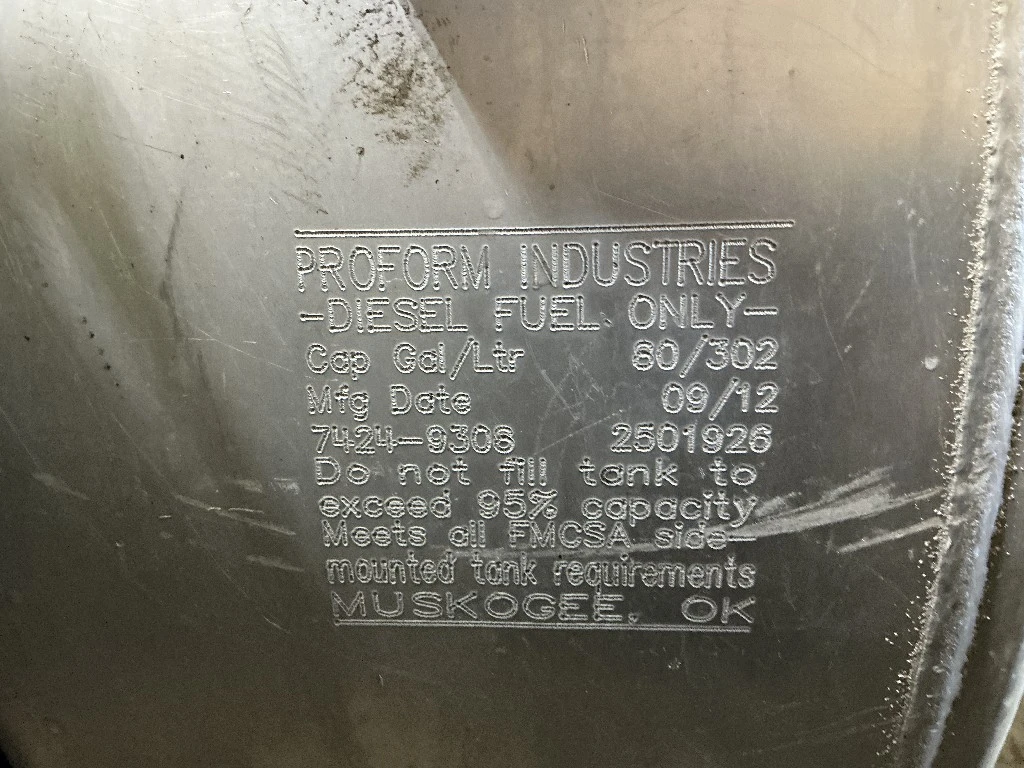 PROFORM INDUSTRIES
-DIESEL FUEL ONLY-
Cap Gal/Ltr 80/302
Mfg Date 09/12
7424-9308 2501926
Do not fill tank to
exceed 95% capacity
Meets all FMCSA side-
mounted tank requirements
MUSKOGEE, OK